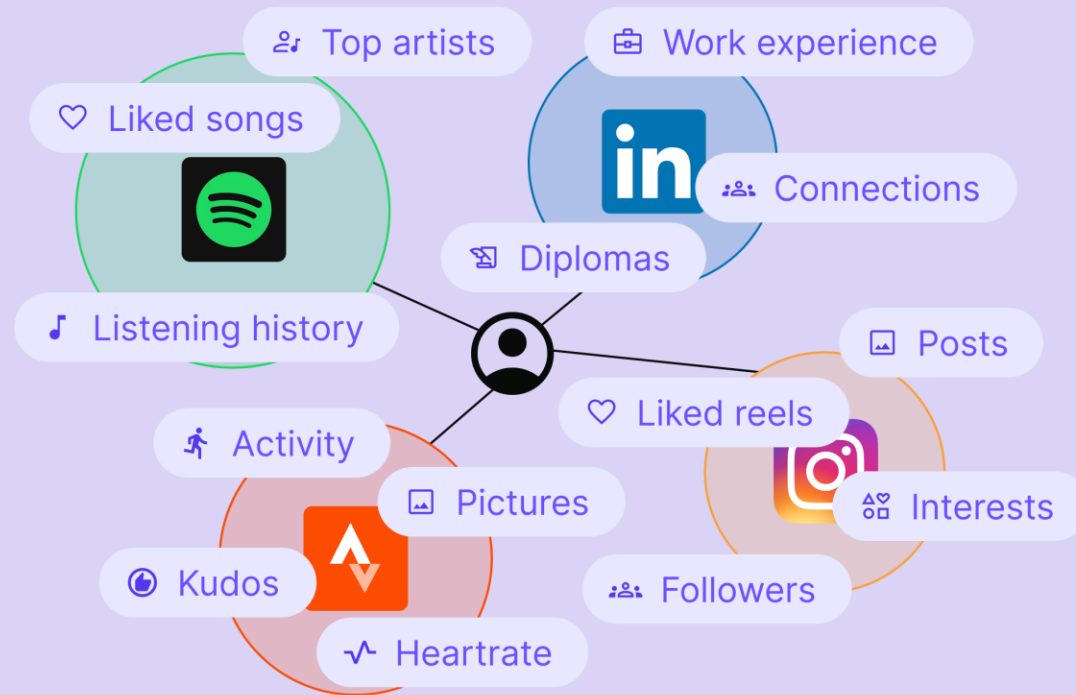 Top artists
Work experience
Liked songs
in
Connections
Diplomas
Listening history
Posts
Liked reels
Activity
Pictures
Interests
Kudos
Followers
Heartrate